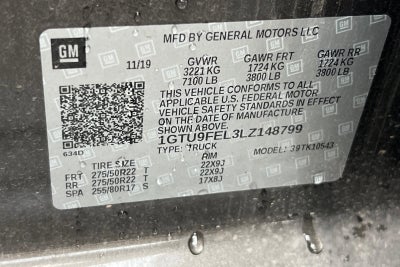 GM
MFD BY GENERAL MOTORS LLC
11/19 GVWR GAWR FRT GAWR RR
3221 KG 1724 KG 1724 KG
7100 LB 3800 LB 3900 LB
THIS VEHICLE CONFORMS TO ALL
APPLICABLE U.S. FEDERAL MOTOR
VEHICLE SAFETY STANDARDS IN EFFECT
ON THE DATE OF MANUFACTURE
1GTU9FEL3LZ148799
TYPE: TRUCK MODEL: 39TK10543
634D
TIRE SIZE RIM
FRT 275/50R22 T 22X9J
RR 275/50R22 T 22X9J
SPA 255/80R17 S 17X8J